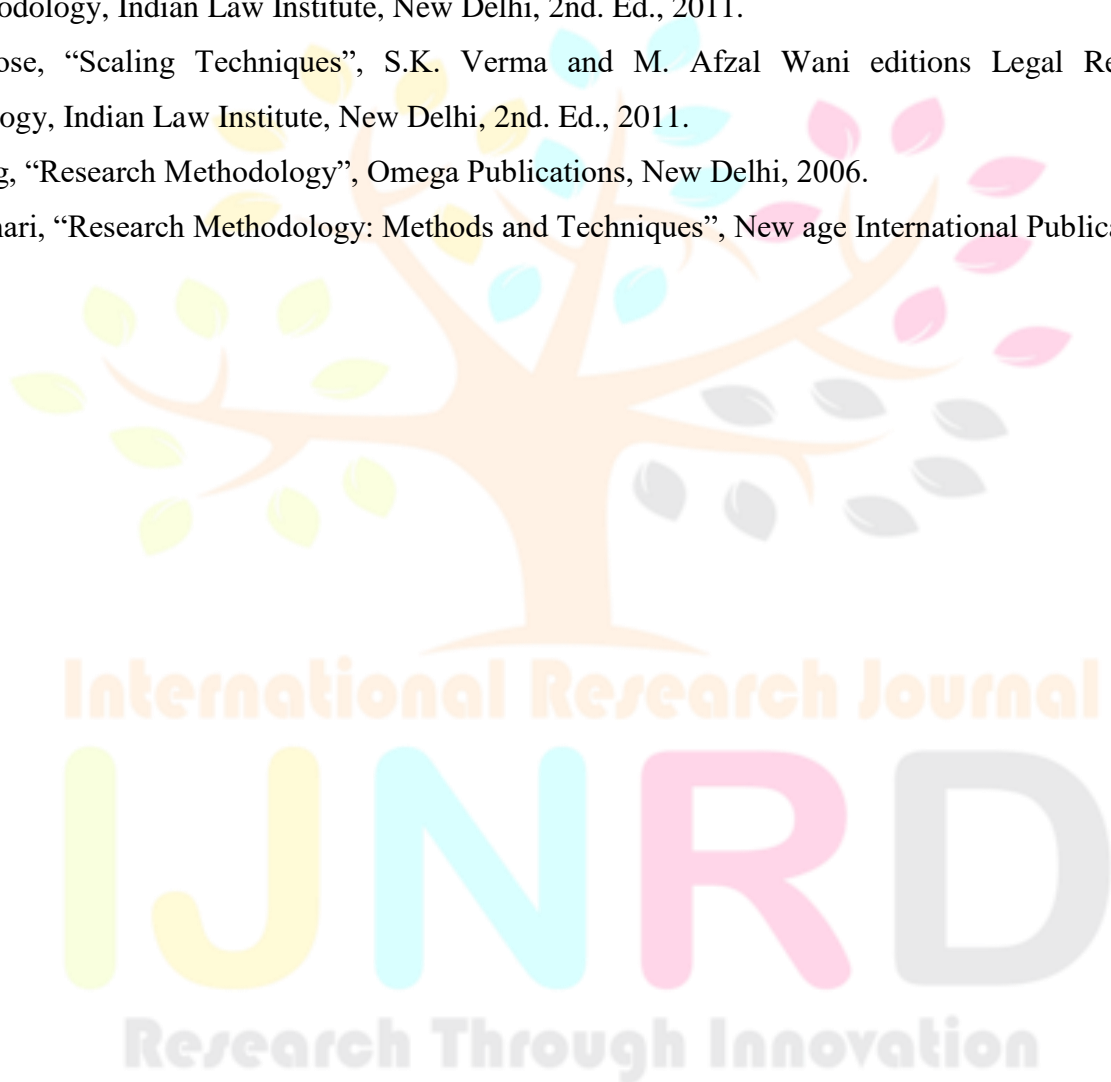 odology, Indian Law Institute, New Delhi, 2nd. Ed., 2011.
ose, “Scaling Techniques”, S.K. Verma and M. Afzal Wani editions Legal Re
ogy, Indian Law Institute, New Delhi, 2nd. Ed., 2011.
g, “Research Methodology”, Omega Publications, New Delhi, 2006.
hari, “Research Methodology: Methods and Techniques”, New age International Publica
International Research Journal
IJNRD
Research Through Innovation